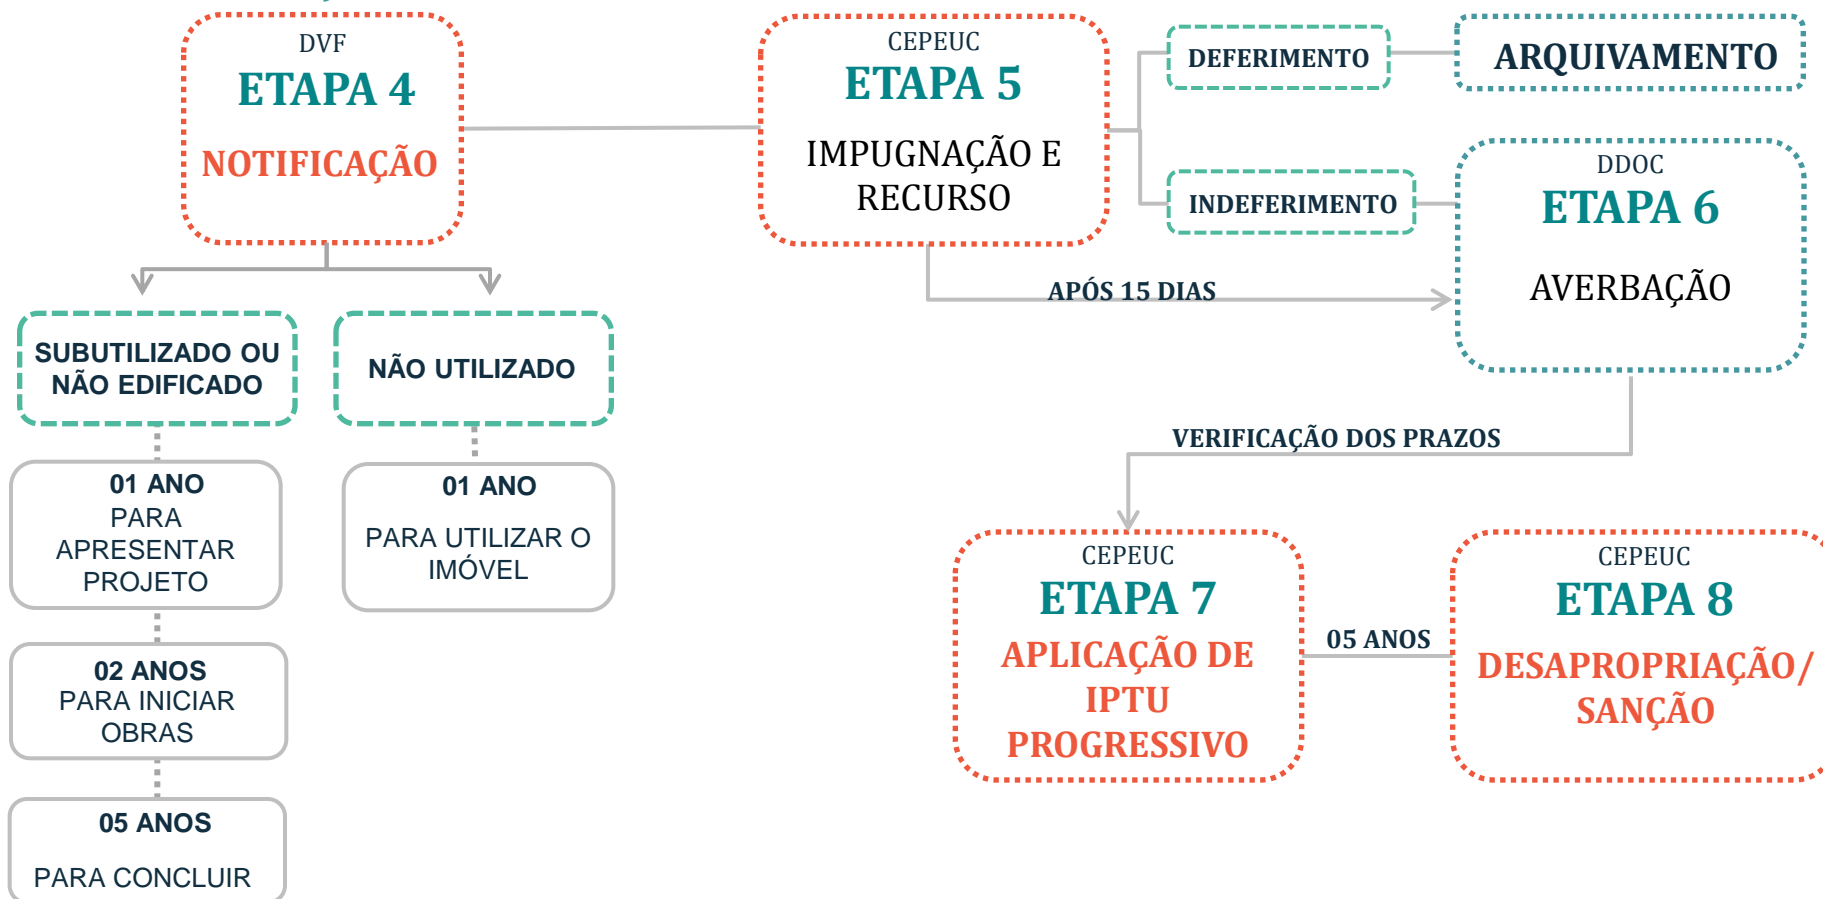 DVF
ETAPA 4
NOTIFICAÇÃO
CEPEUC
ETAPA 5
IMPUGNAÇÃO E
RECURSO
DEFERIMENTO
ARQUIVAMENTO
INDEFERIMENTO
DDOC
ETAPA 6
AVERBAÇÃO
APÓS 15 DIAS
SUBUTILIZADO OU
NÃO EDIFICADO
NÃO UTILIZADO
01 ANO
PARA
APRESENTAR
PROJETO
01 ANO
PARA UTILIZAR O
IMÓVEL
02 ANOS
PARA INICIAR
OBRAS
05 ANOS
PARA CONCLUIR
VERIFICAÇÃO DOS PRAZOS
CEPEUC
ETAPA 7
APLICAÇÃO DE
IPTU
PROGRESSIVO
05 ANOS
CEPEUC
ETAPA 8
DESAPROPRIAÇÃO/
SANÇÃO